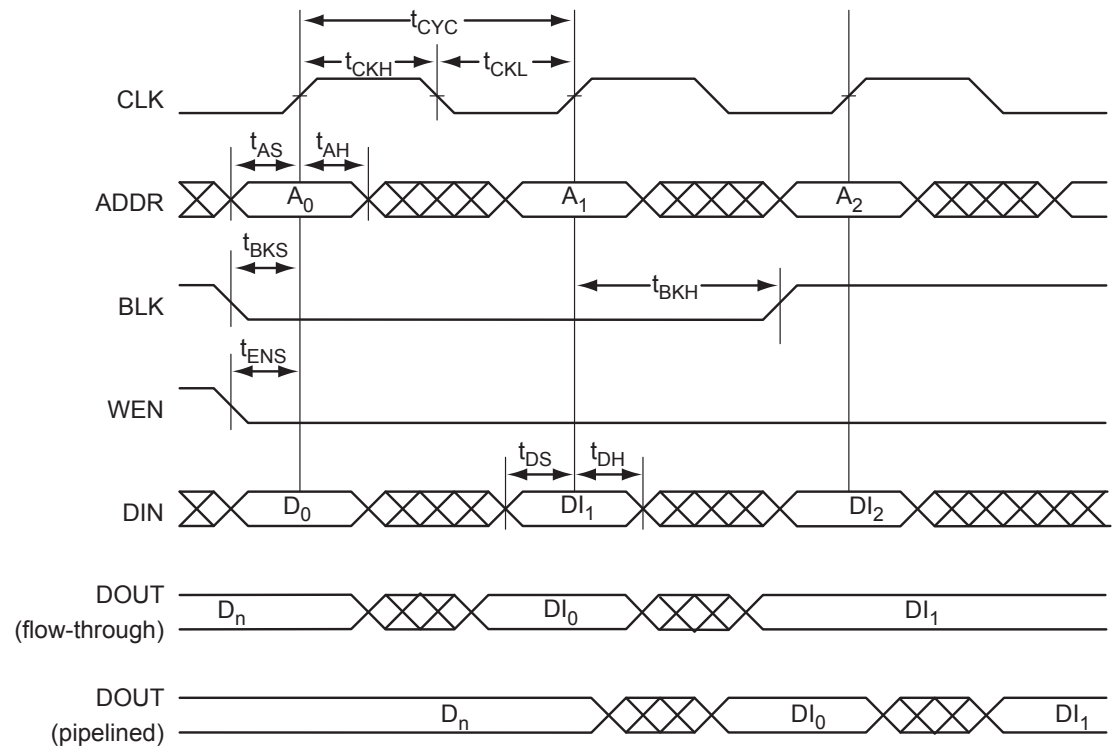 tCYC
tCKH tCKL
CLK
tAS tAH
ADDR A0 A1 A2
tBKS
tBKH
BLK
tENS
WEN
tDS tDH
DIN D0 DI1 DI2
DOUT
(flow-through)
Dn DI0 DI1
DOUT
(pipelined)
Dn DI0 DI1